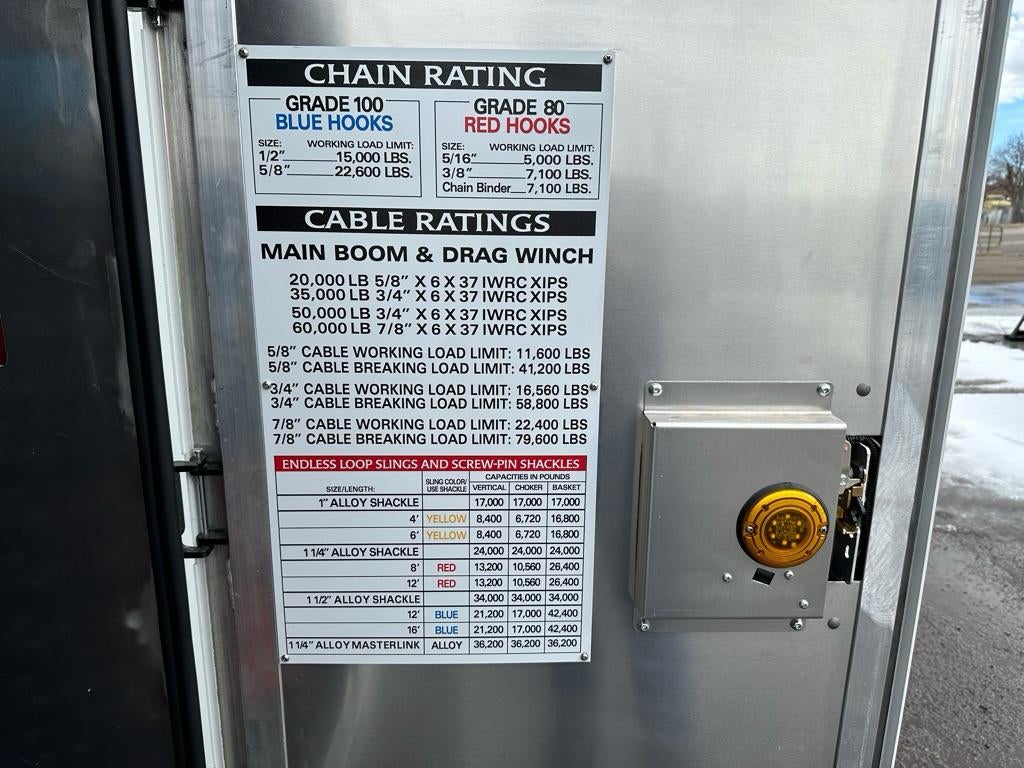 CHAIN RATING
GRADE 100
BLUE HOOKS
SIZE: WORKING LOAD LIMIT:
1/2" 15,000 LBS.
5/8" 22,600 LBS.
GRADE 80
RED HOOKS
SIZE: WORKING LOAD LIMIT:
5/16" 5,000 LBS.
3/8" 7,100 LBS.
Chain Binder 7,100 LBS.
CABLE RATINGS
MAIN BOOM & DRAG WINCH
20,000 LB 5/8" X 6 X 37 IWRC XIPS
35,000 LB 3/4" X 6 X 37 IWRC XIPS
50,000 LB 3/4" X 6 X 37 IWRC XIPS
60,000 LB 7/8" X 6 X 37 IWRC XIPS
5/8" CABLE WORKING LOAD LIMIT: 11,600 LBS
5/8" CABLE BREAKING LOAD LIMIT: 41,200 LBS
3/4" CABLE WORKING LOAD LIMIT: 16,560 LBS
3/4" CABLE BREAKING LOAD LIMIT: 58,800 LBS
7/8" CABLE WORKING LOAD LIMIT: 22,400 LBS
7/8" CABLE BREAKING LOAD LIMIT: 79,600 LBS
ENDLESS LOOP SLINGS AND SCREW-PIN SHACKLES
SIZE/LENGTH: SLING COLOR/ USE SHACKLE CAPACITIES IN POUNDS
VERTICAL CHOKER BASKET
1" ALLOY SHACKLE 17,000 17,000 17,000
4' YELLOW 8,400 6,720 16,800
6' YELLOW 8,400 6,720 16,800
1 1/4" ALLOY SHACKLE 24,000 24,000 24,000
8' RED 13,200 10,560 26,400
12' RED 13,200 10,560 26,400
1 1/2" ALLOY SHACKLE 34,000 34,000 34,000
12' BLUE 21,200 17,000 42,400
16' BLUE 21,200 17,000 42,400
1 1/4" ALLOY MASTERLINK ALLOY 36,200 36,200 36,200